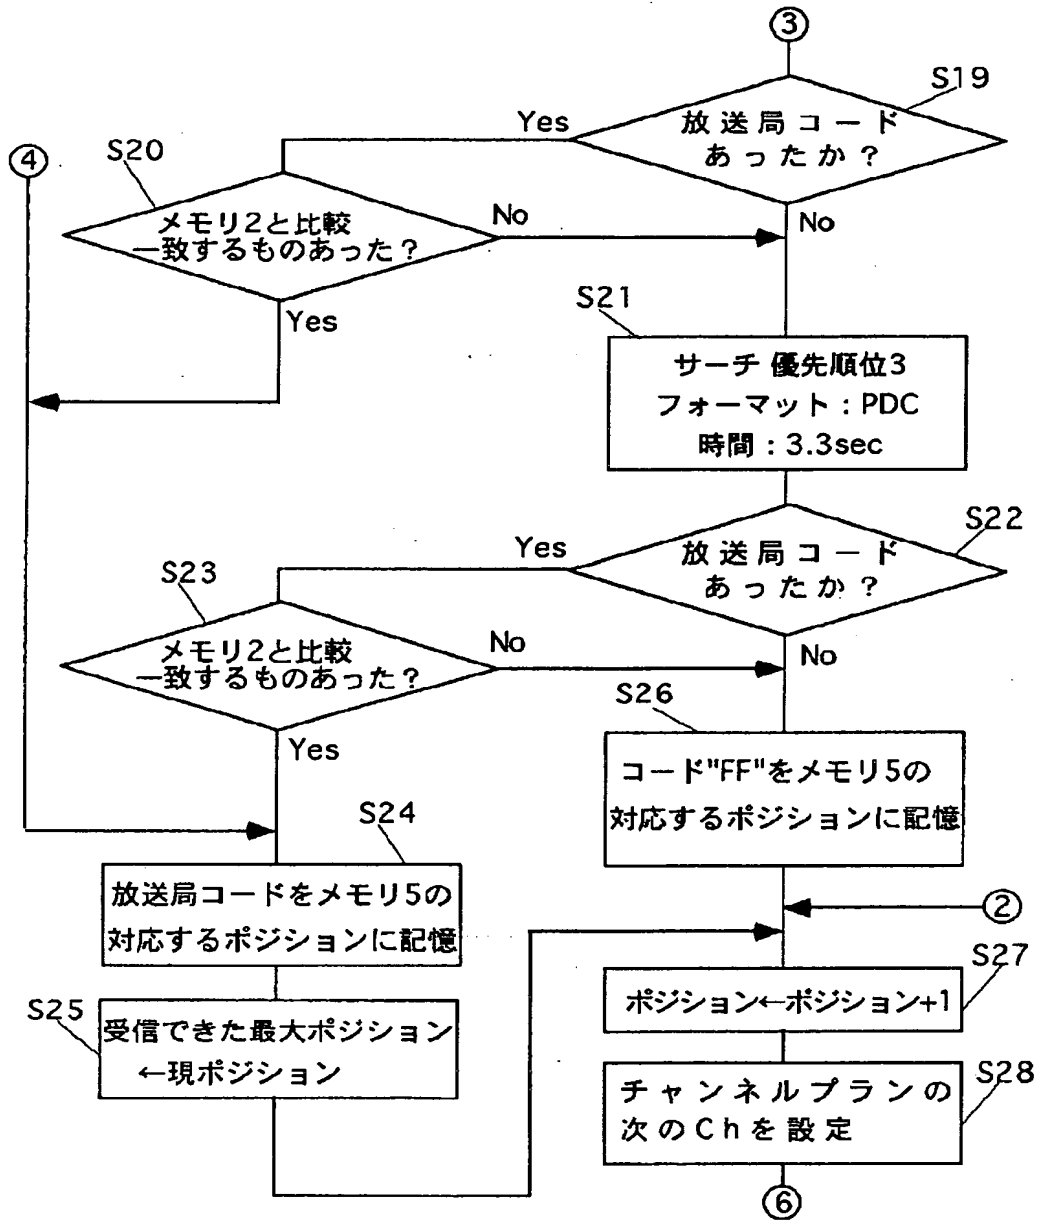 ③
S19
放送局コード
あったか？
Yes
No
④
S20
メモリ2と比較
一致するものあった？
No
Yes
S21
サーチ 優先順位3
フォーマット：PDC
時間：3.3sec
S22
放送局コード
あったか？
Yes
No
S23
メモリ2と比較
一致するものあった？
No
Yes
S26
コード"FF"をメモリ5の
対応するポジションに記憶
S24
放送局コードをメモリ5の
対応するポジションに記憶
②
S27
ポジション←ポジション+1
S25
受信できた最大ポジション
←現ポジション
S28
チャンネルプランの
次のChを設定
⑥